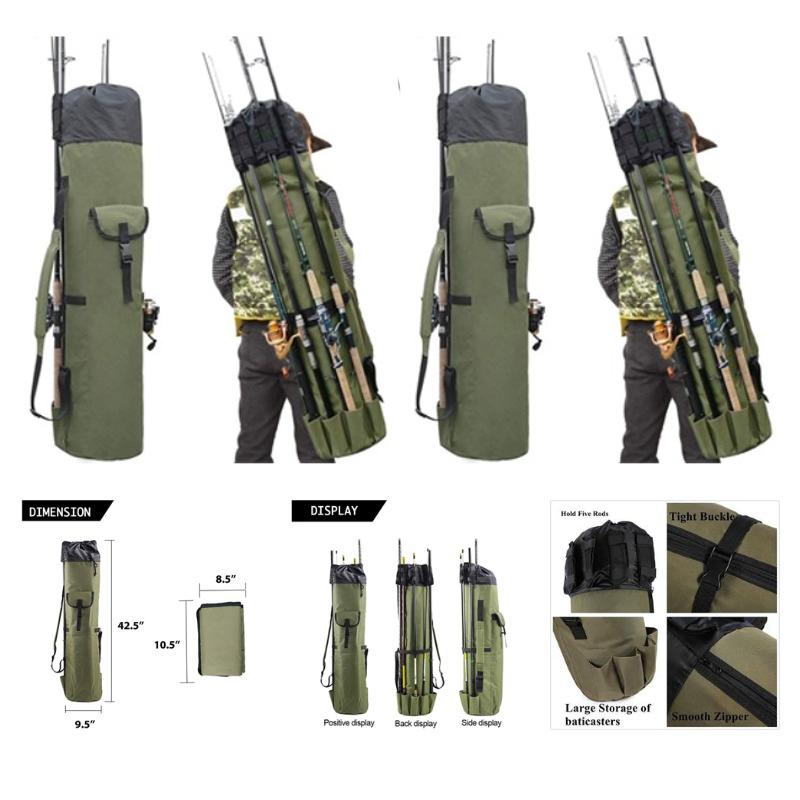 DIMENSION
DISPLAY
Hold Five Rods
Tight Buckle
8.5"
42.5"
10.5"
9.5"
Positive display
Back display
Side display
Large Storage of
baticasters
Smooth Zipper